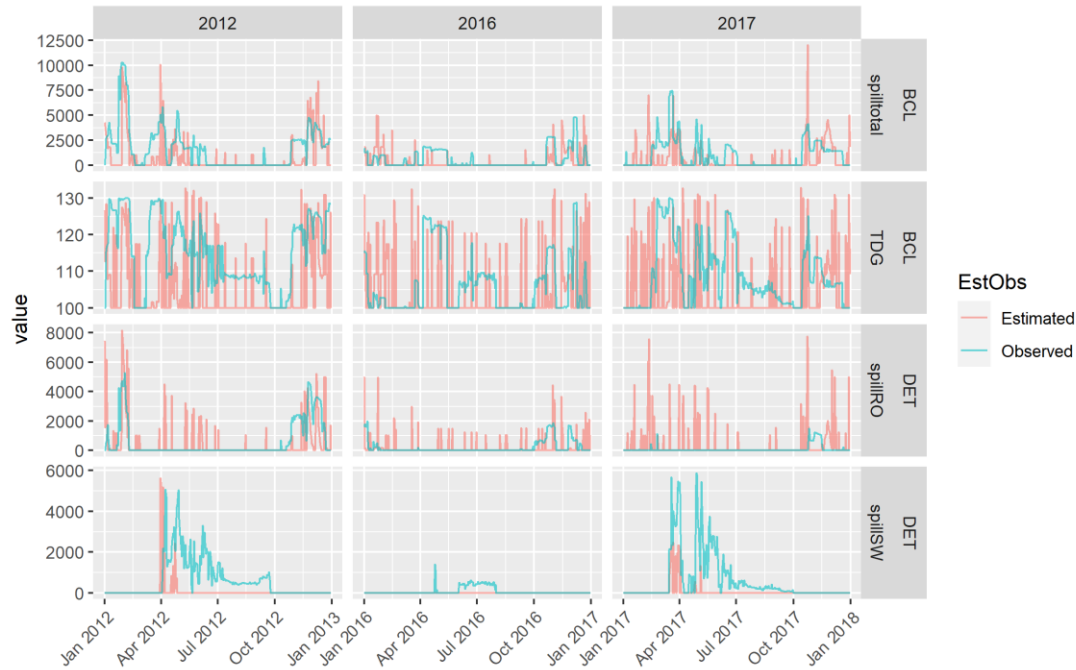 2012
2016
2017
value
12500
10000
7500
5000
2500
0
BCL
spilltotal
130
120
110
100
BCL
TDG
8000
6000
4000
2000
0
DET
spillRO
6000
4000
2000
0
DET
spillSW
Jan 2012
Apr 2012
Jul 2012
Oct 2012
Jan 2013
Jan 2016
Apr 2016
Jul 2016
Oct 2016
Jan 2017
Jan 2017
Apr 2017
Jul 2017
Oct 2017
Jan 2018
EstObs
Estimated
Observed